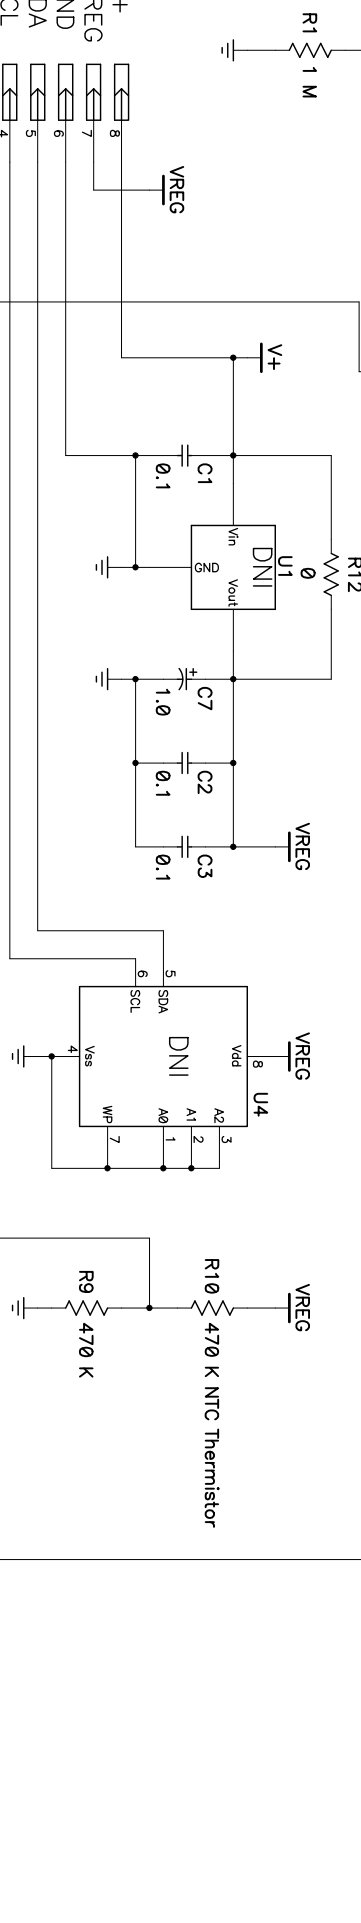 R1
1 M
+
REG
ND
DA
CL
8
7
6
5
4
VREG
V+
C1
0.1
R12
0
U1
DNI
Vin
GND
Vout
C7
+
1.0
C2
0.1
C3
0.1
VREG
5
6
SDA
SCL
DNI
VREG
8
Vdd
U4
4
Vss
WP
A0
A1
A2
7
1
2
3
VREG
R10
470 K NTC Thermistor
R9
470 K